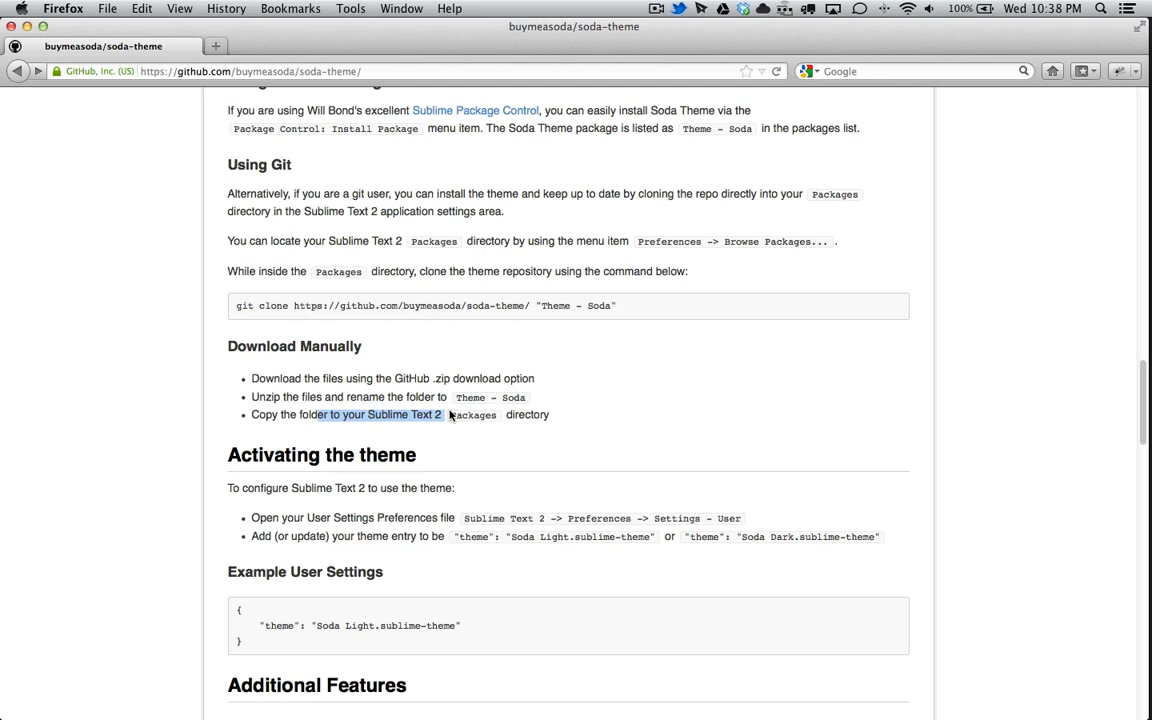 Firefox File Edit View History Bookmarks Tools Window Help 100% Wed 10:38 PM
buymeasoda/soda-theme
buymeasoda/soda-theme
GitHub, Inc. (US) https://github.com/buymeasoda/soda-theme/ Google
If you are using Will Bond's excellent Sublime Package Control, you can easily install Soda Theme via the
Package Control: Install Package menu item. The Soda Theme package is listed as Theme - Soda in the packages list.
Using Git
Alternatively, if you are a git user, you can install the theme and keep up to date by cloning the repo directly into your Packages
directory in the Sublime Text 2 application settings area.
You can locate your Sublime Text 2 Packages directory by using the menu item Preferences -> Browse Packages... .
While inside the Packages directory, clone the theme repository using the command below:
git clone https://github.com/buymeasoda/soda-theme/ "Theme - Soda"
Download Manually
• Download the files using the GitHub .zip download option
• Unzip the files and rename the folder to Theme - Soda
• Copy the folder to your Sublime Text 2 Packages directory
Activating the theme
To configure Sublime Text 2 to use the theme:
• Open your User Settings Preferences file Sublime Text 2 -> Preferences -> Settings - User
• Add (or update) your theme entry to be "theme": "Soda Light.sublime-theme" or "theme": "Soda Dark.sublime-theme"
Example User Settings
{
"theme": "Soda Light.sublime-theme"
}
Additional Features